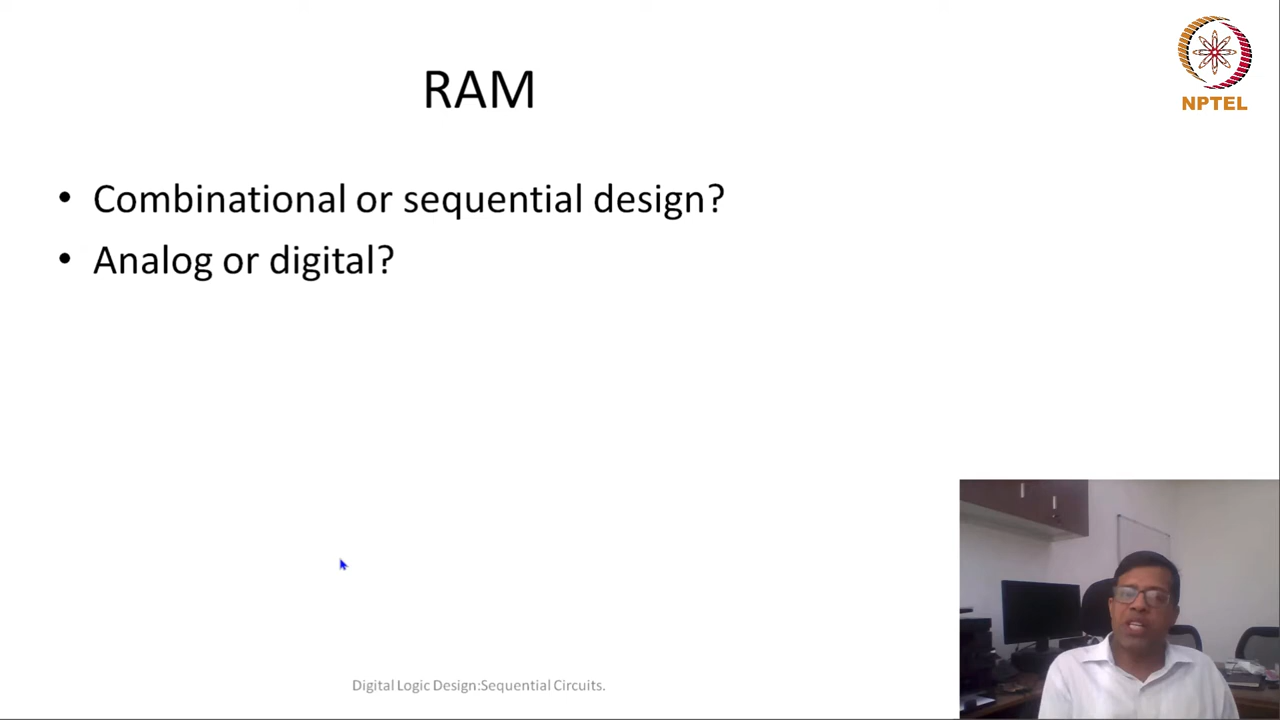 NPTEL
RAM
• Combinational or sequential design?
• Analog or digital?
Digital Logic Design:Sequential Circuits.